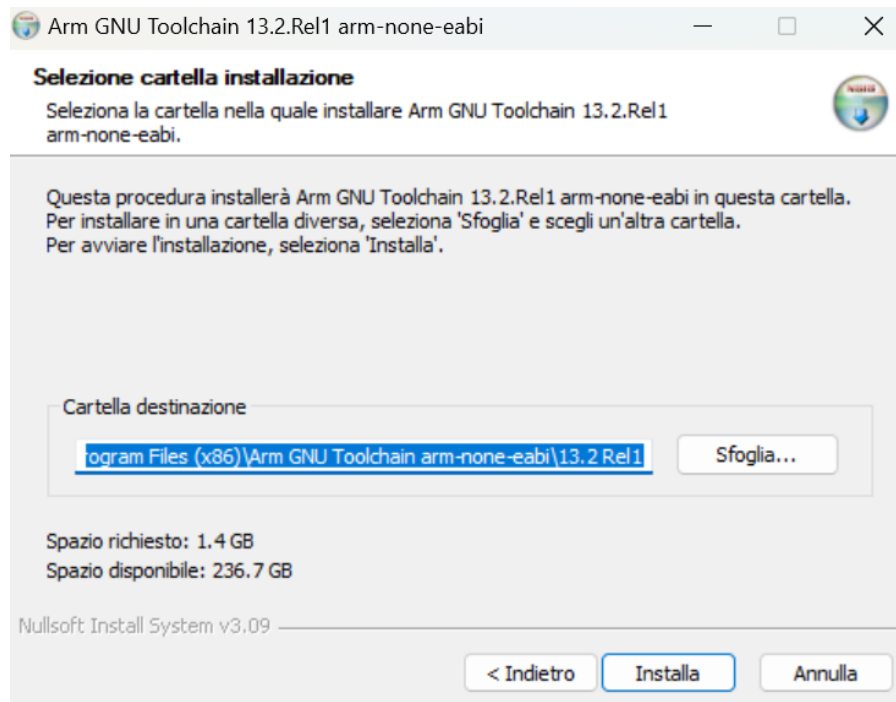 Arm GNU Toolchain 13.2.Rel1 arm-none-eabi
Selezione cartella installazione
Seleziona la cartella nella quale installare Arm GNU Toolchain 13.2.Rel1
arm-none-eabi.
Questa procedura installerà Arm GNU Toolchain 13.2.Rel1 arm-none-eabi in questa cartella.
Per installare in una cartella diversa, seleziona 'Sfoglia' e scegli un'altra cartella.
Per avviare l'installazione, seleziona 'Installa'.
Cartella destinazione
rogram Files (x86)\Arm GNU Toolchain arm-none-eabi\13.2 Rel1
Sfoglia...
Spazio richiesto: 1.4 GB
Spazio disponibile: 236.7 GB
Nullsoft Install System v3.09
< Indietro
Installa
Annulla